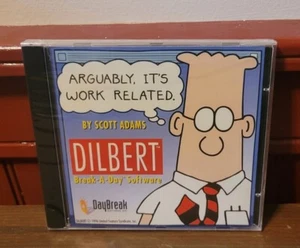 ARGUABLY, IT'S
WORK RELATED.
BY SCOTT ADAMS
DILBERT
Break-A-Day Software
DayBreak